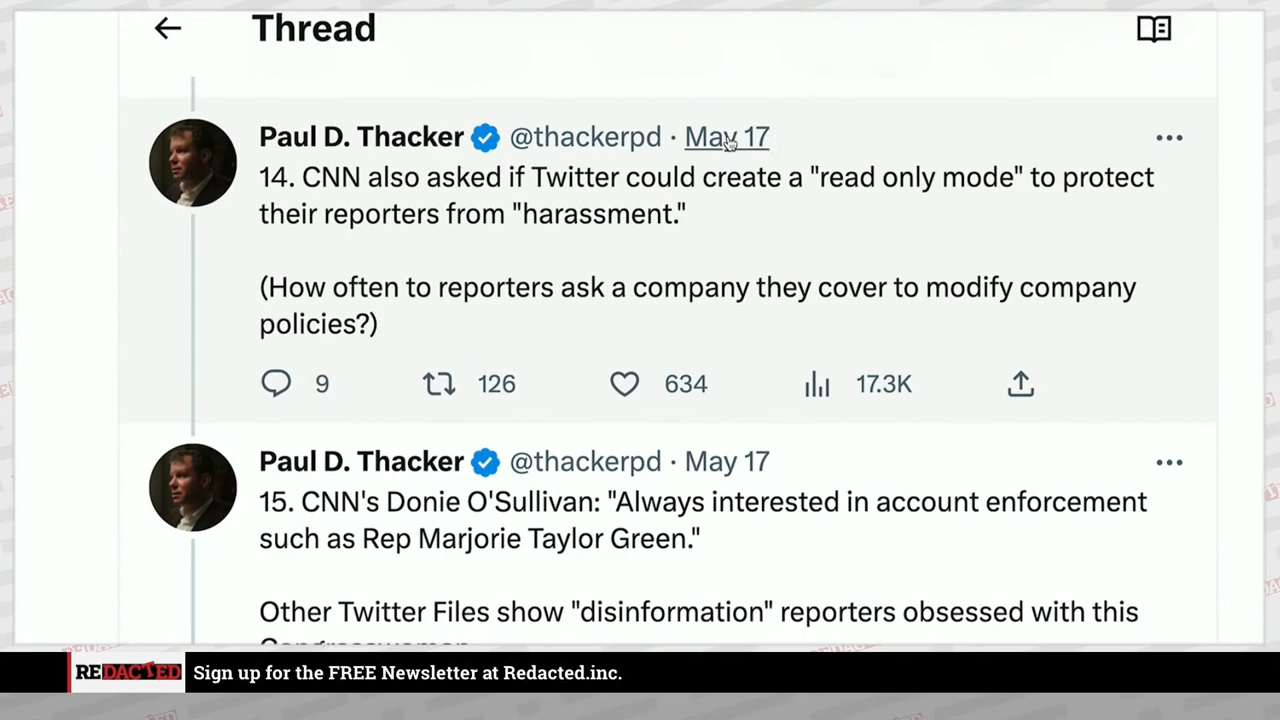 Thread
Paul D. Thacker @thackerpd · May 17
14. CNN also asked if Twitter could create a "read only mode" to protect
their reporters from "harassment."
(How often to reporters ask a company they cover to modify company
policies?)
9 126 634 17.3K
Paul D. Thacker @thackerpd · May 17
15. CNN's Donie O'Sullivan: "Always interested in account enforcement
such as Rep Marjorie Taylor Green."
Other Twitter Files show "disinformation" reporters obsessed with this
REDACTED Sign up for the FREE Newsletter at Redacted.inc.